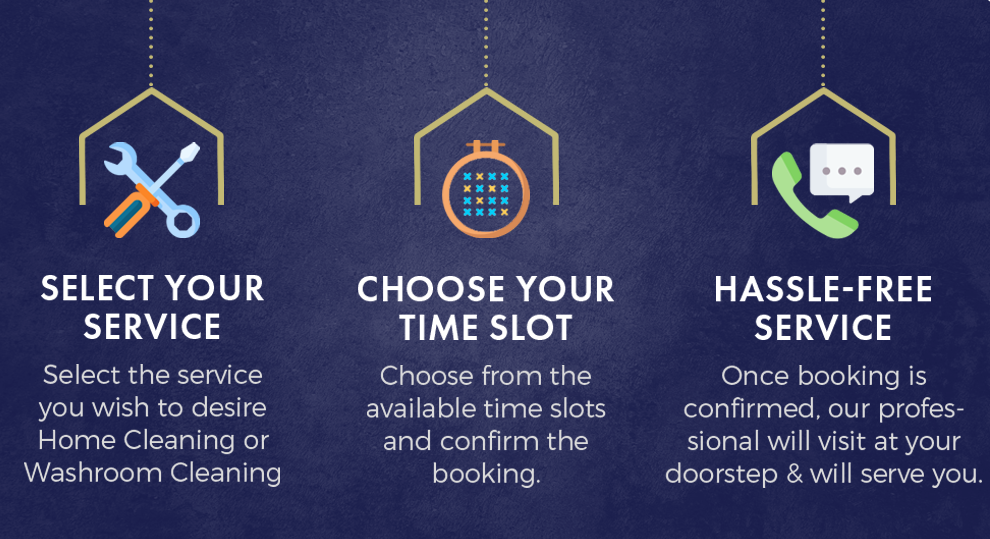 SELECT YOUR
SERVICE
Select the service
you wish to desire
Home Cleaning or
Washroom Cleaning
CHOOSE YOUR
TIME SLOT
Choose from the
available time slots
and confirm the
booking.
HASSLE-FREE
SERVICE
Once booking is
confirmed, our profes-
sional will visit at your
doorstep & will serve you.